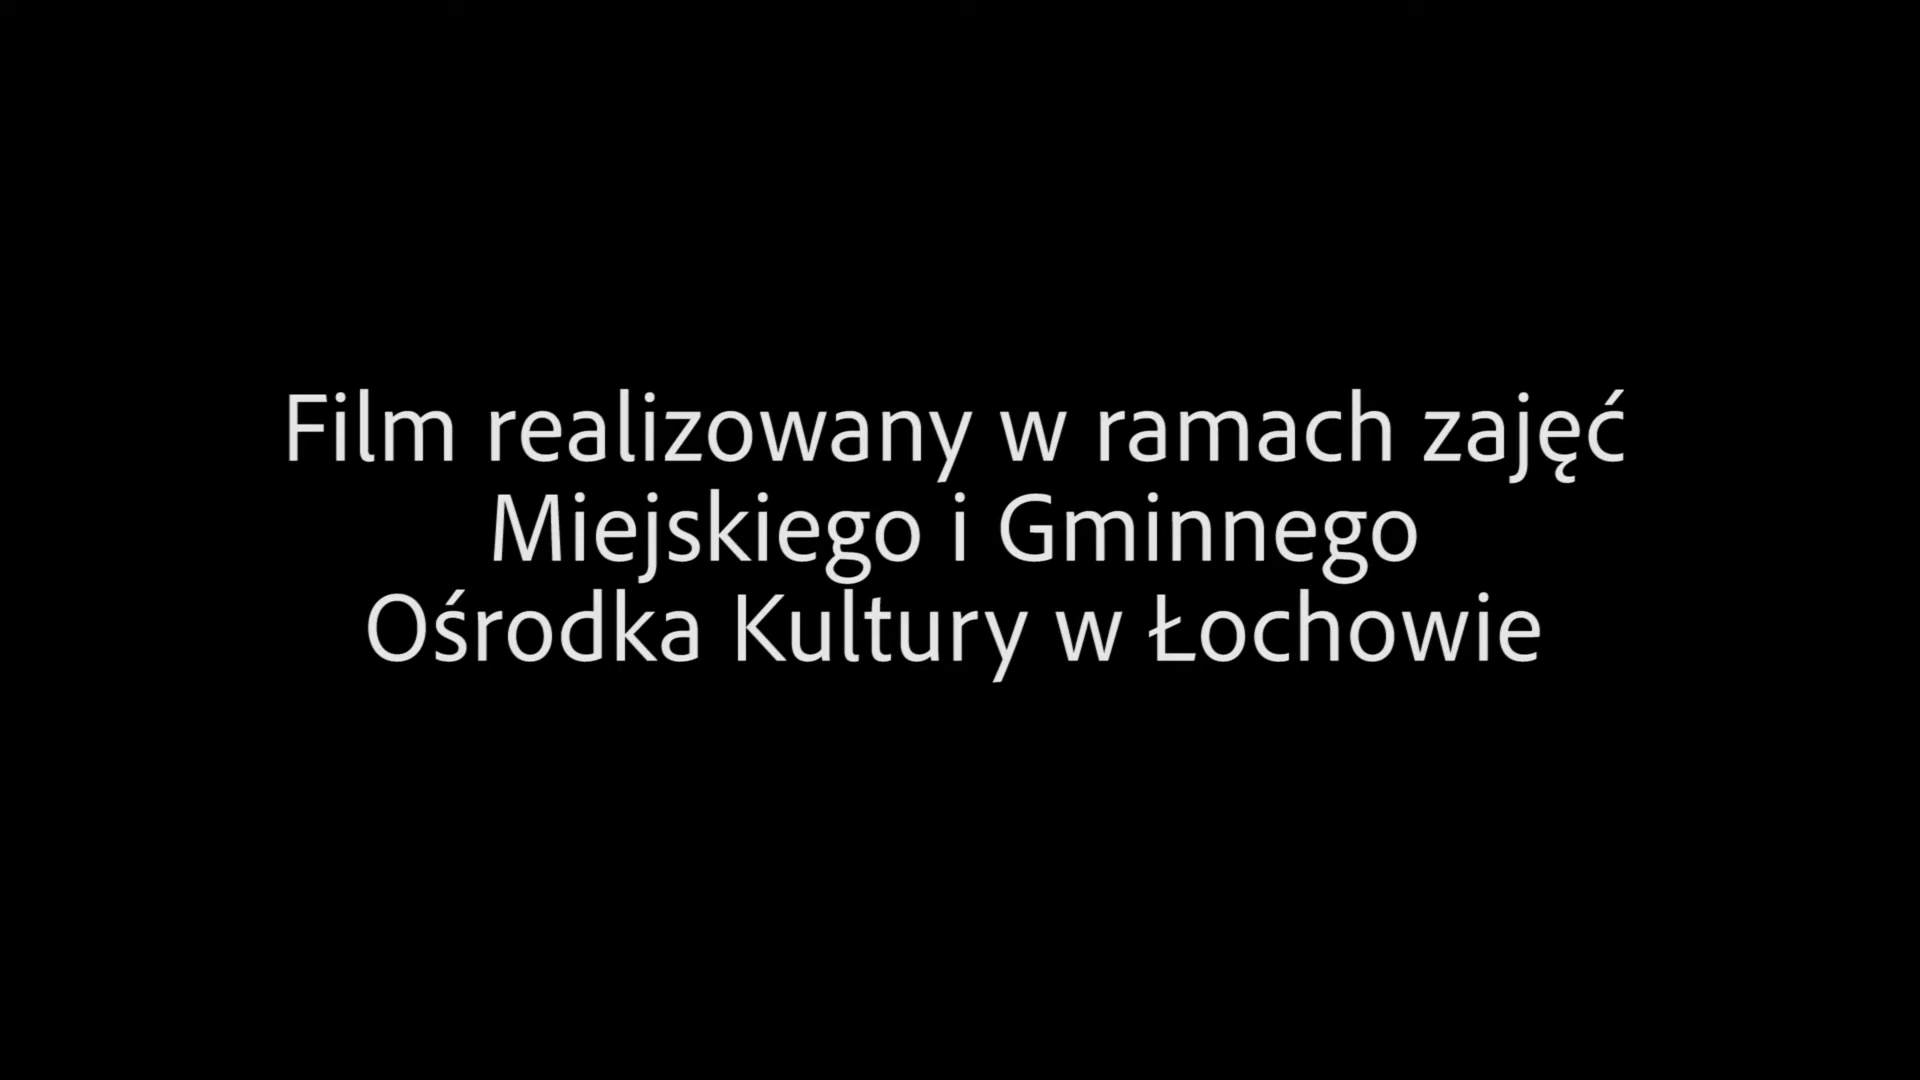 Film realizowany w ramach zajęć
Miejskiego i Gminnego
Ośrodka Kultury w Łochowie